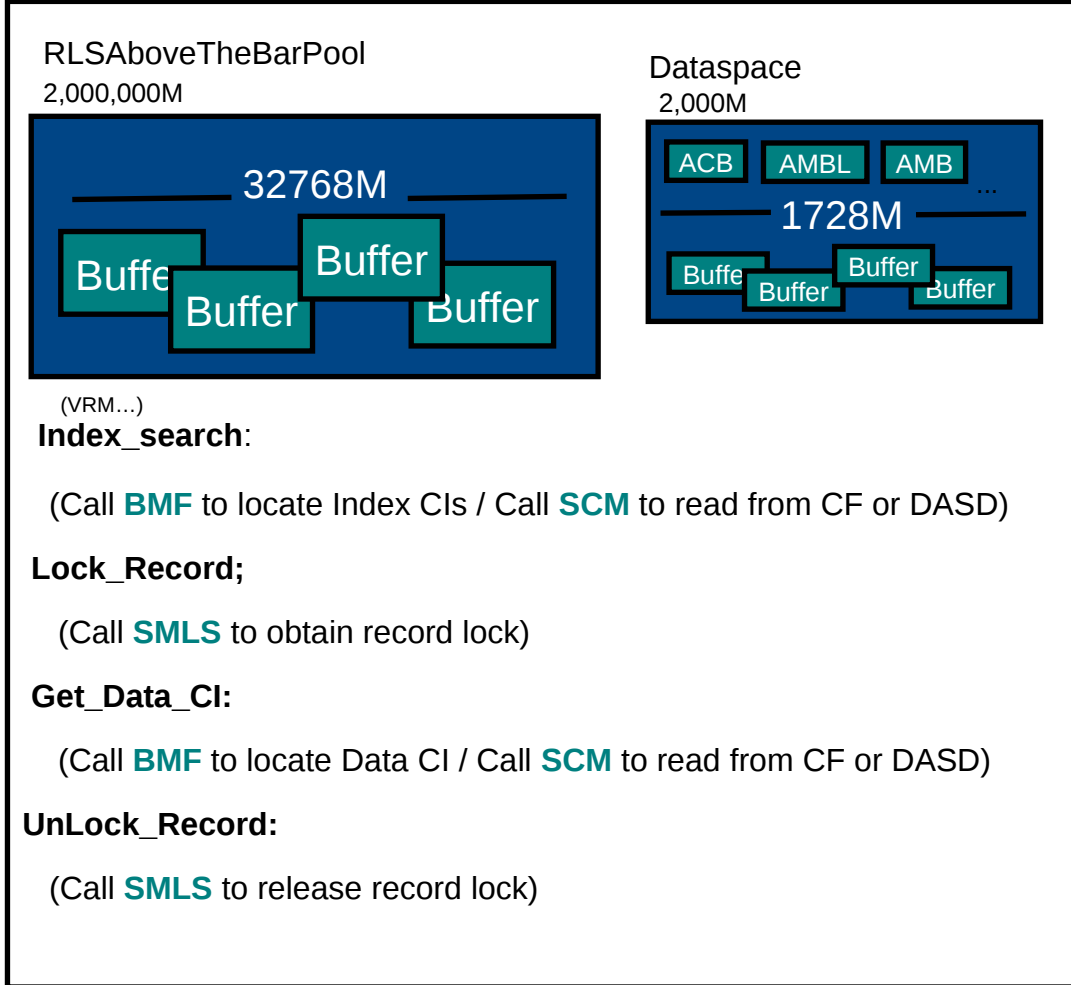 RLSAboveTheBarPool
2,000,000M
32768M
Buffe
Buffer
Buffer
Buffer
Dataspace
2,000M
ACB AMBL AMB ...
1728M
Buffe
Buffer
Buffer
Buffer
(VRM…)
Index_search:
(Call BMF to locate Index CIs / Call SCM to read from CF or DASD)
Lock_Record;
(Call SMLS to obtain record lock)
Get_Data_CI:
(Call BMF to locate Data CI / Call SCM to read from CF or DASD)
UnLock_Record:
(Call SMLS to release record lock)